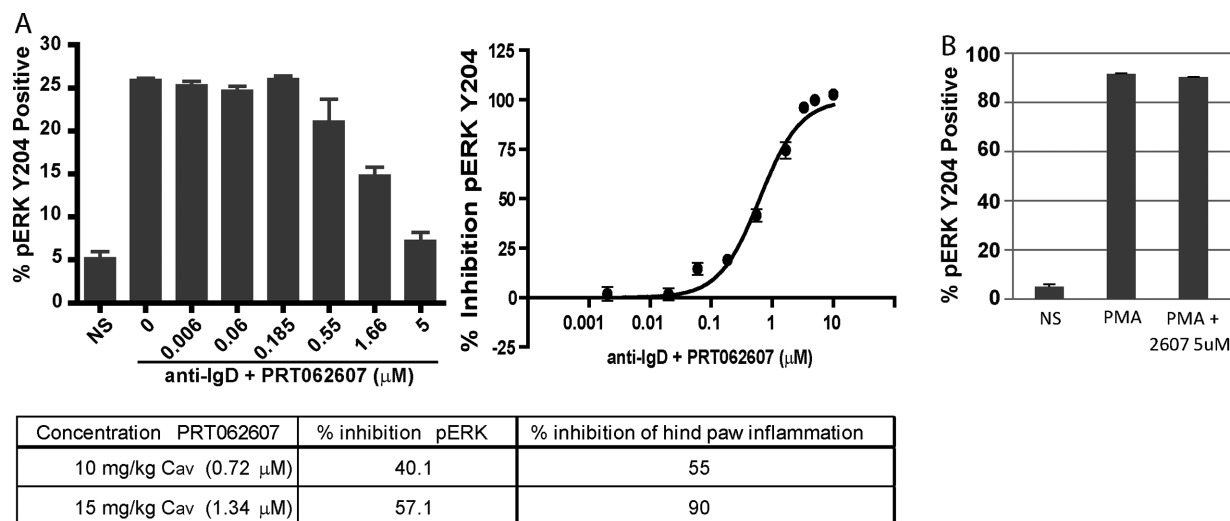 A
% pERK Y204 Positive
30
25
20
15
10
5
0
NS
0
0.006
0.06
0.185
0.55
1.66
5
anti-IgD + PRT062607 (μM)
% Inhibition pERK Y204
125
100
75
50
25
0
-25
0.001
0.01
0.1
1
10
anti-IgD + PRT062607 (μM)
B
% pERK Y204 Positive
100
80
60
40
20
0
NS
PMA
PMA +
2607 5uM
Concentration PRT062607 % inhibition pERK % inhibition of hind paw inflammation
10 mg/kg Cav (0.72 μM) 40.1 55
15 mg/kg Cav (1.34 μM) 57.1 90